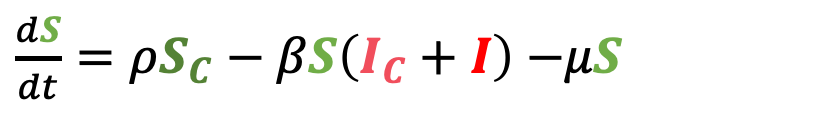 dS/dt = ρS_C − βS(I_C + I) −μS